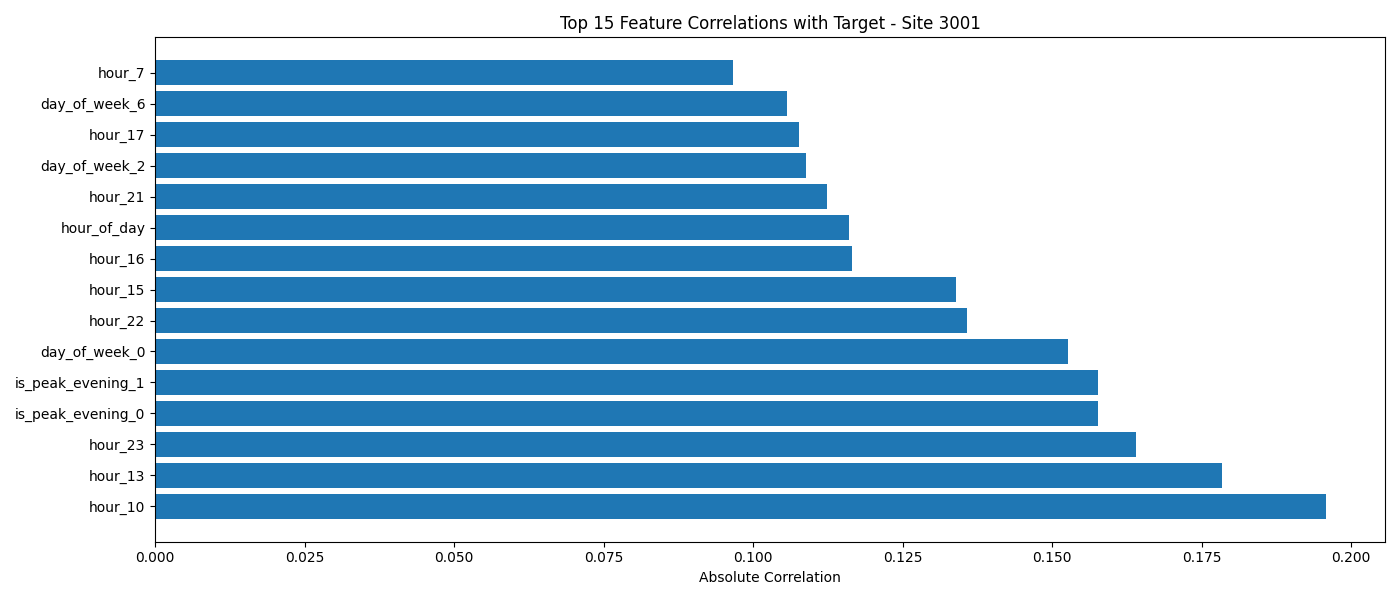 Top 15 Feature Correlations with Target - Site 3001
hour_7
day_of_week_6
hour_17
day_of_week_2
hour_21
hour_of_day
hour_16
hour_15
hour_22
day_of_week_0
is_peak_evening_1
is_peak_evening_0
hour_23
hour_13
hour_10
0.000 0.025 0.050 0.075 0.100 0.125 0.150 0.175 0.200
Absolute Correlation